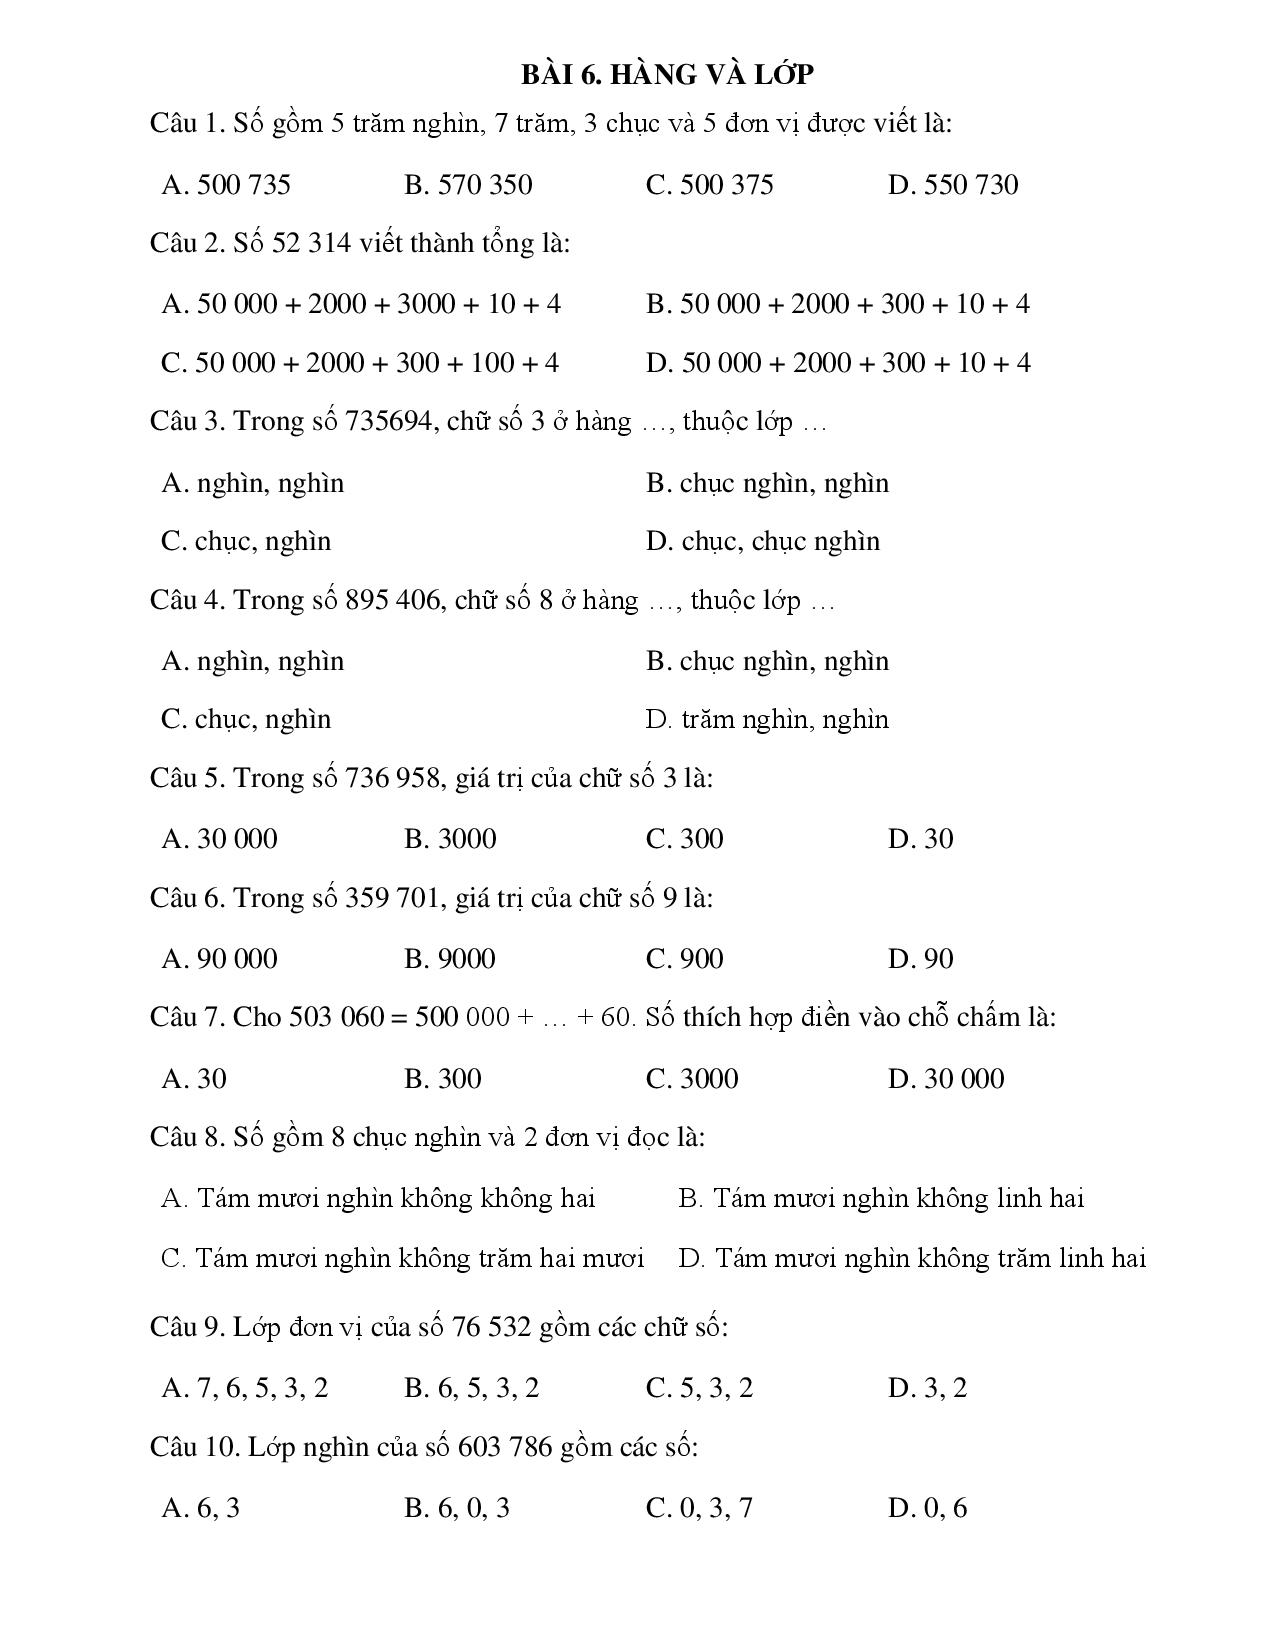 BÀI 6. HÀNG VÀ LỚP
Câu 1. Số gồm 5 trăm nghìn, 7 trăm, 3 chục và 5 đơn vị được viết là:
A. 500 735 B. 570 350 C. 500 375 D. 550 730
Câu 2. Số 52 314 viết thành tổng là:
A. 50 000 + 2000 + 3000 + 10 + 4 B. 50 000 + 2000 + 300 + 10 + 4
C. 50 000 + 2000 + 300 + 100 + 4 D. 50 000 + 2000 + 300 + 10 + 4
Câu 3. Trong số 735694, chữ số 3 ở hàng …, thuộc lớp …
A. nghìn, nghìn B. chục nghìn, nghìn
C. chục, nghìn D. chục, chục nghìn
Câu 4. Trong số 895 406, chữ số 8 ở hàng …, thuộc lớp …
A. nghìn, nghìn B. chục nghìn, nghìn
C. chục, nghìn D. trăm nghìn, nghìn
Câu 5. Trong số 736 958, giá trị của chữ số 3 là:
A. 30 000 B. 3000 C. 300 D. 30
Câu 6. Trong số 359 701, giá trị của chữ số 9 là:
A. 90 000 B. 9000 C. 900 D. 90
Câu 7. Cho 503 060 = 500 000 + … + 60. Số thích hợp điền vào chỗ chấm là:
A. 30 B. 300 C. 3000 D. 30 000
Câu 8. Số gồm 8 chục nghìn và 2 đơn vị đọc là:
A. Tám mươi nghìn không không hai B. Tám mươi nghìn không linh hai
C. Tám mươi nghìn không trăm hai mươi D. Tám mươi nghìn không trăm linh hai
Câu 9. Lớp đơn vị của số 76 532 gồm các chữ số:
A. 7, 6, 5, 3, 2 B. 6, 5, 3, 2 C. 5, 3, 2 D. 3, 2
Câu 10. Lớp nghìn của số 603 786 gồm các số:
A. 6, 3 B. 6, 0, 3 C. 0, 3, 7 D. 0, 6